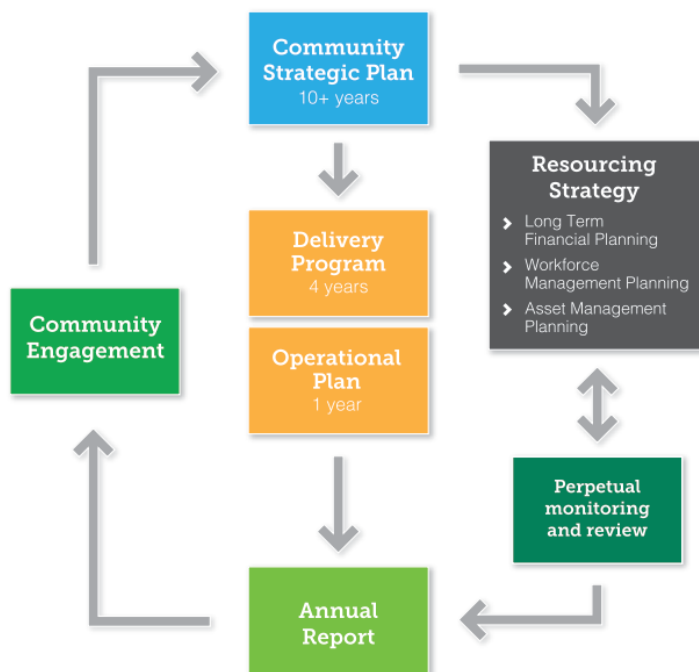 Community
Strategic Plan
10+ years
Resourcing
Strategy
Long Term
Financial Planning
Workforce
Management Planning
Asset Management
Planning
Delivery
Program
4 years
Community
Engagement
Operational
Plan
1 year
Perpetual
monitoring
and review
Annual
Report